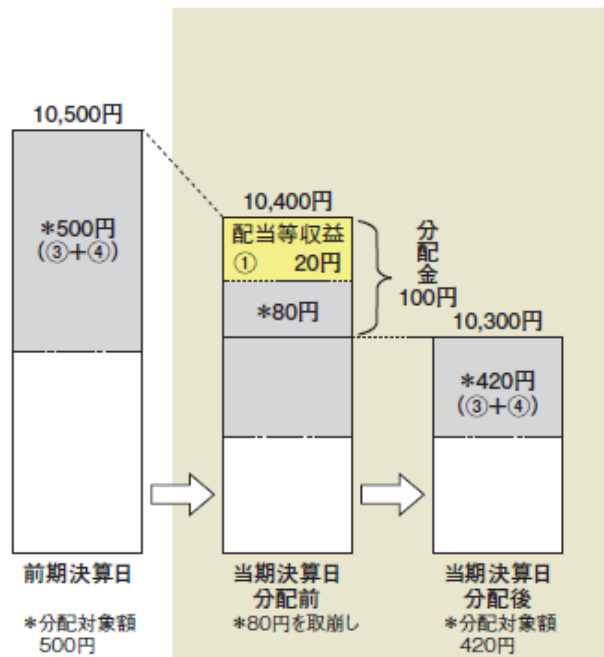 10,500円
*500円
(③+④)
前期決算日
*分配対象額
500円
10,400円
配当等収益
① 20円
*80円
分配金
100円
当期決算日
分配前
*80円を取崩し
10,300円
*420円
(③+④)
当期決算日
分配後
*分配対象額
420円